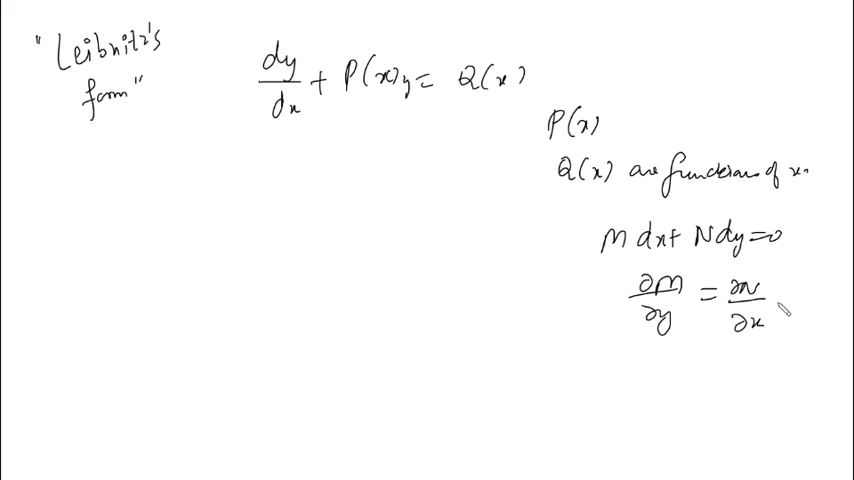 "Leibnitz's
form"
dy/dx + P(x)y = Q(x)
P(x)
Q(x) are functions of x.
M dx + N dy = 0
∂M/∂y = ∂N/∂x